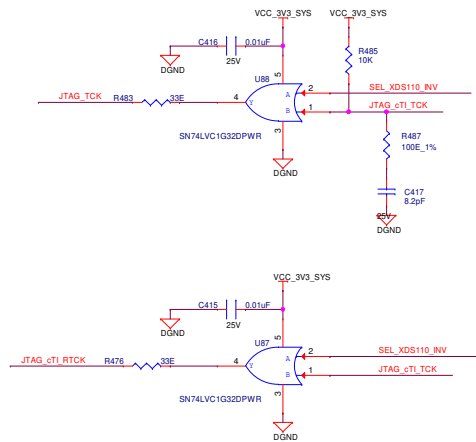 VCC_3V3_SYS VCC_3V3_SYS
C416 0.01uF
25V
DGND
R485
10K
U88
5
JTAG_TCK R483 33E 4 Y A 2 SEL_XDS110_INV
B 1 JTAG_cTI_TCK
SN74LVC1G32DPWR
3
DGND
R487
100E_1%
C417
8.2pF
25V
DGND
VCC_3V3_SYS
C415 0.01uF
25V
DGND
U87
5
JTAG_cTI_RTCK R476 33E 4 Y A 2 SEL_XDS110_INV
B 1 JTAG_cTI_TCK
SN74LVC1G32DPWR
3
DGND